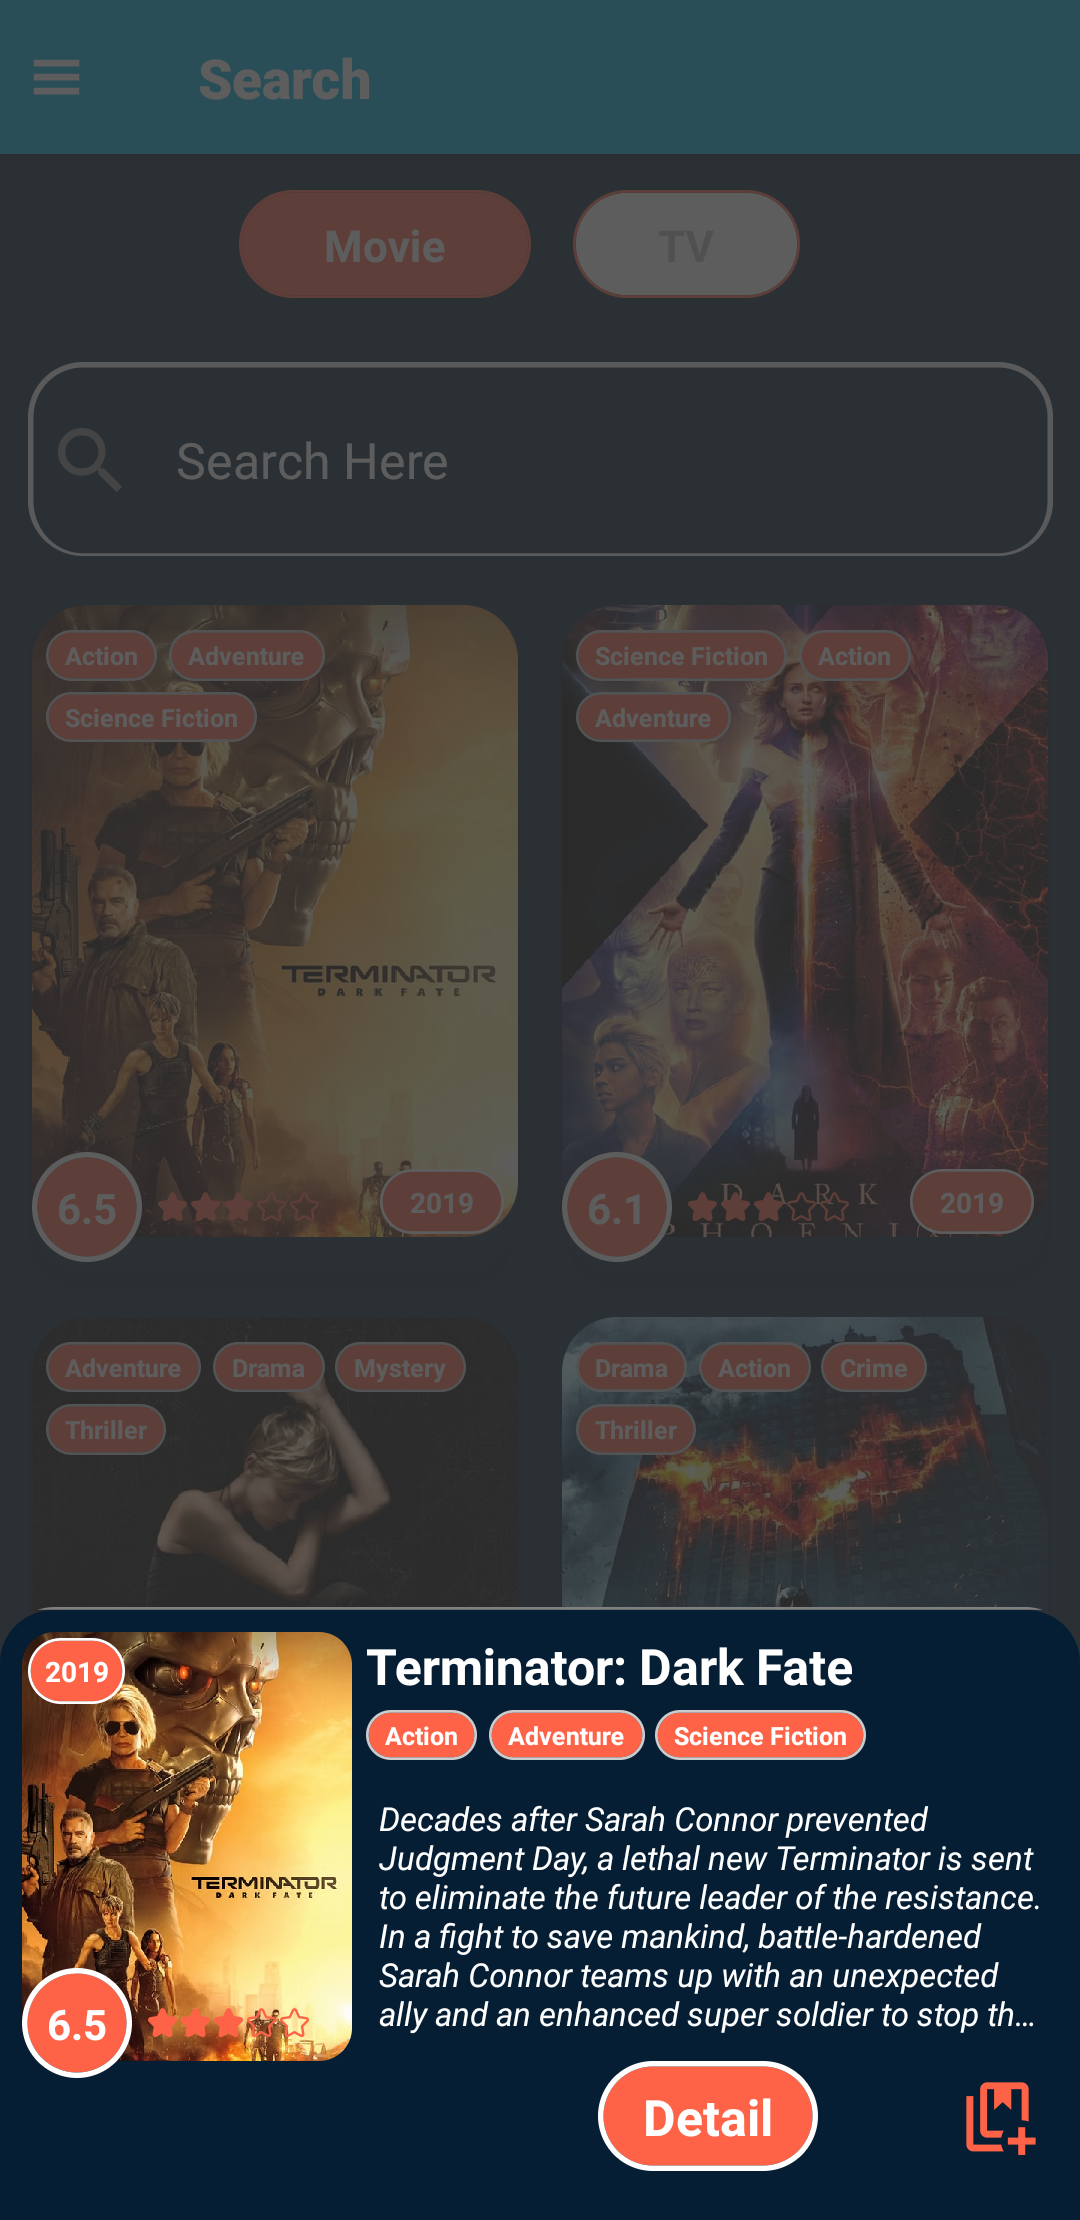 Search
Movie
TV
Search Here
Action
Adventure
Science Fiction
TERMINATOR
DARK FATE
6.5
2019
Science Fiction
Action
Adventure
DARK
PHOENIX
6.1
2019
Adventure
Drama
Mystery
Thriller
Drama
Action
Crime
Thriller
2019
TERMINATOR
DARK FATE
6.5
Terminator: Dark Fate
Action
Adventure
Science Fiction
Decades after Sarah Connor prevented
Judgment Day, a lethal new Terminator is sent
to eliminate the future leader of the resistance.
In a fight to save mankind, battle-hardened
Sarah Connor teams up with an unexpected
ally and an enhanced super soldier to stop th...
Detail